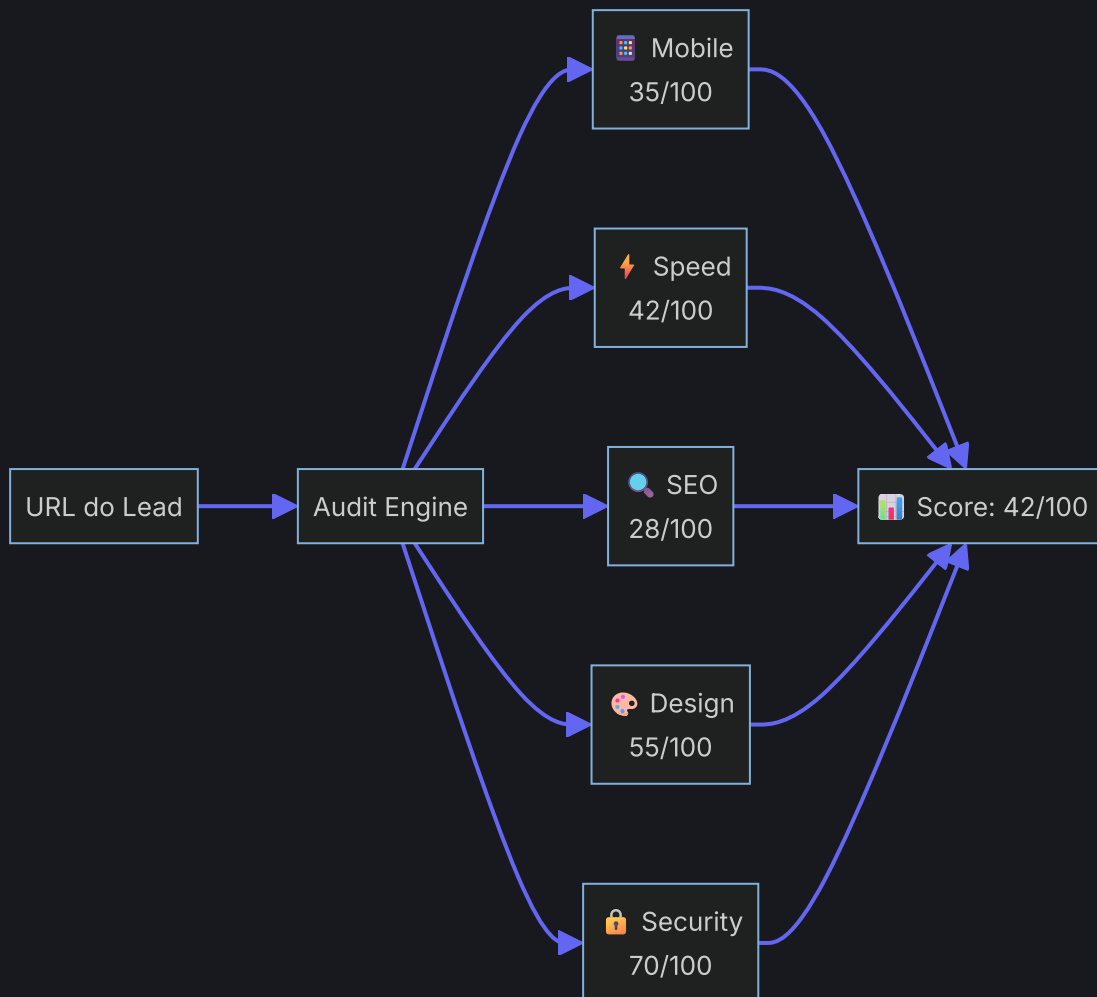 Mobile
35/100
Speed
42/100
URL do Lead
Audit Engine
SEO
28/100
Score: 42/100
Design
55/100
Security
70/100